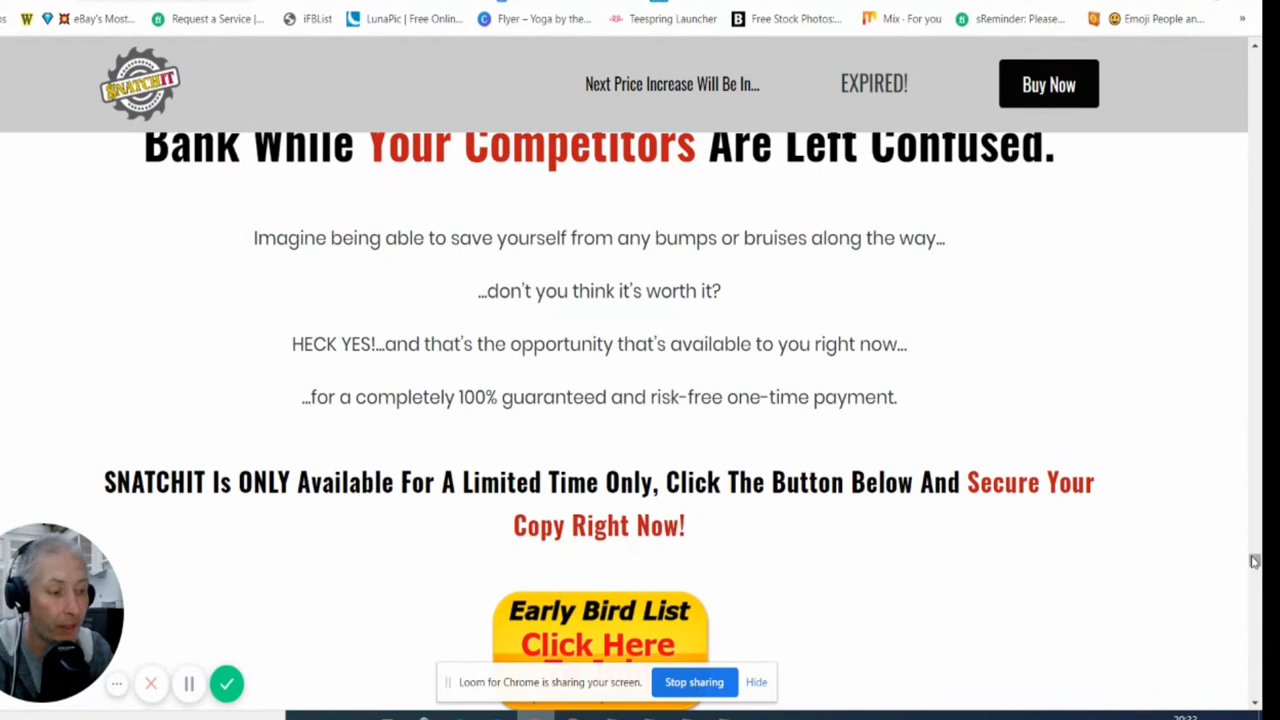 eBay's Most...
Request a Service |...
iFBList
LunaPic | Free Onlin...
Flyer – Yoga by the...
Teespring Launcher
Free Stock Photos:...
Mix · For you
sReminder: Please...
Emoji People an...
»
SNATCHIT
Next Price Increase Will Be In...
EXPIRED!
Buy Now
Bank While Your Competitors Are Left Confused.
Imagine being able to save yourself from any bumps or bruises along the way...
...don't you think it's worth it?
HECK YES!...and that's the opportunity that's available to you right now...
...for a completely 100% guaranteed and risk-free one-time payment.
SNATCHIT Is ONLY Available For A Limited Time Only, Click The Button Below And Secure Your
Copy Right Now!
Early Bird List
Click Here
Loom for Chrome is sharing your screen.
Stop sharing
Hide